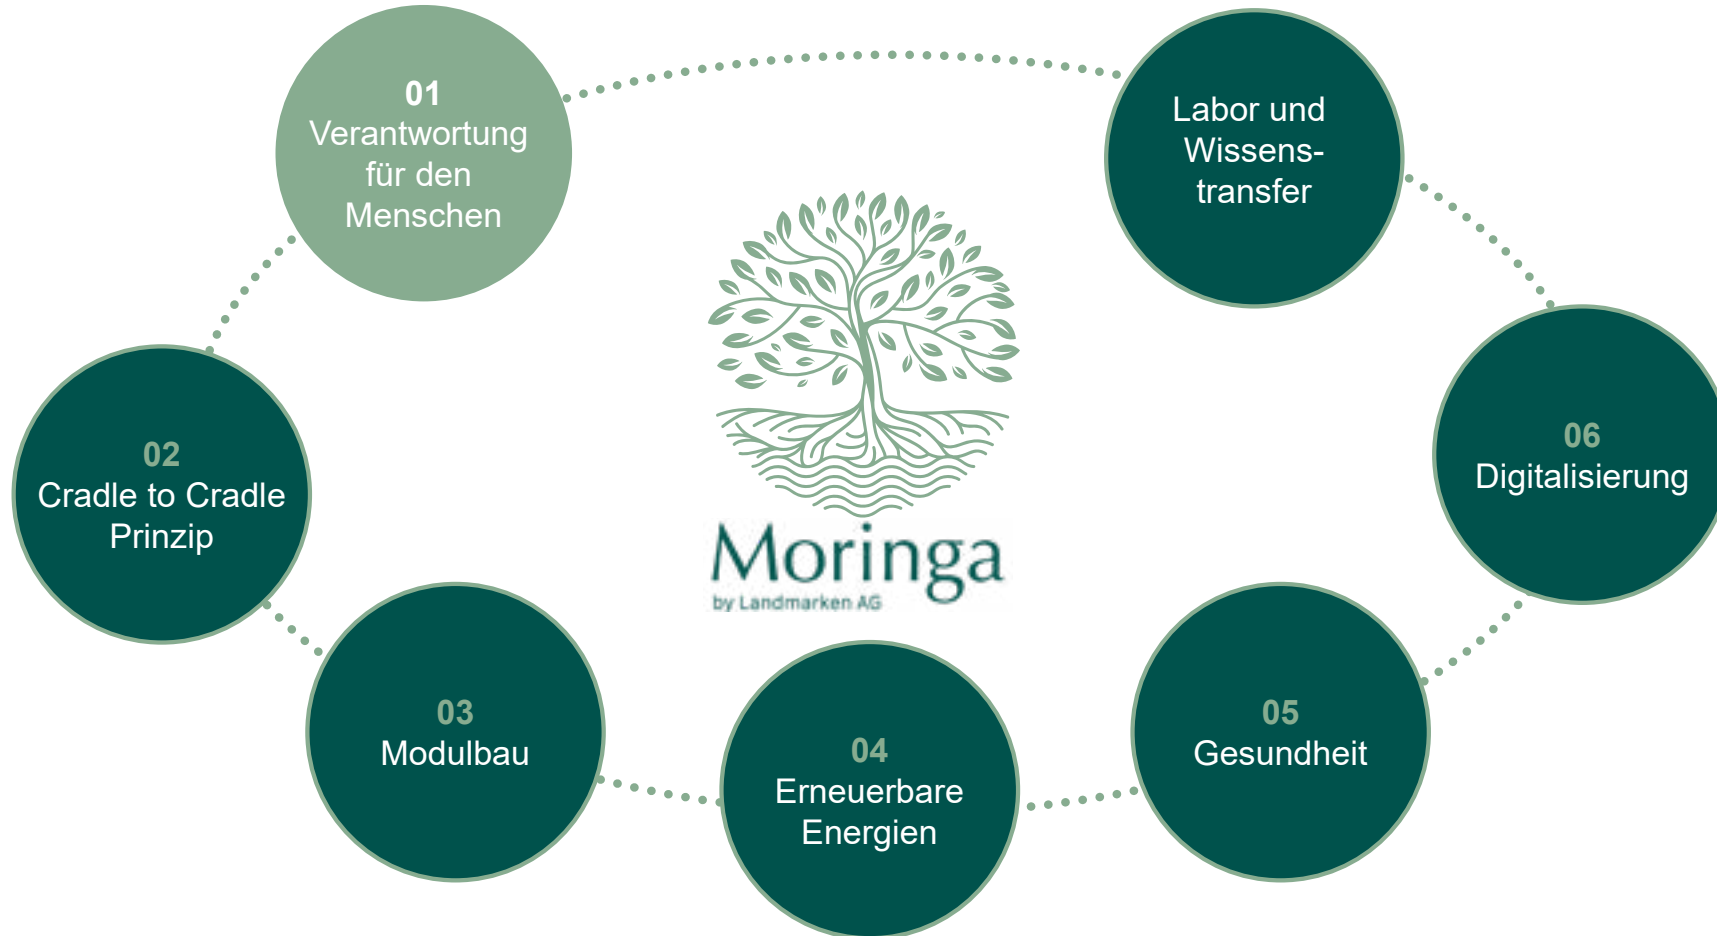 01
Verantwortung
für den
Menschen
Labor und
Wissens-
transfer
02
Cradle to Cradle
Prinzip
06
Digitalisierung
Moringa
by Landmarken AG
03
Modulbau
04
Erneuerbare
Energien
05
Gesundheit